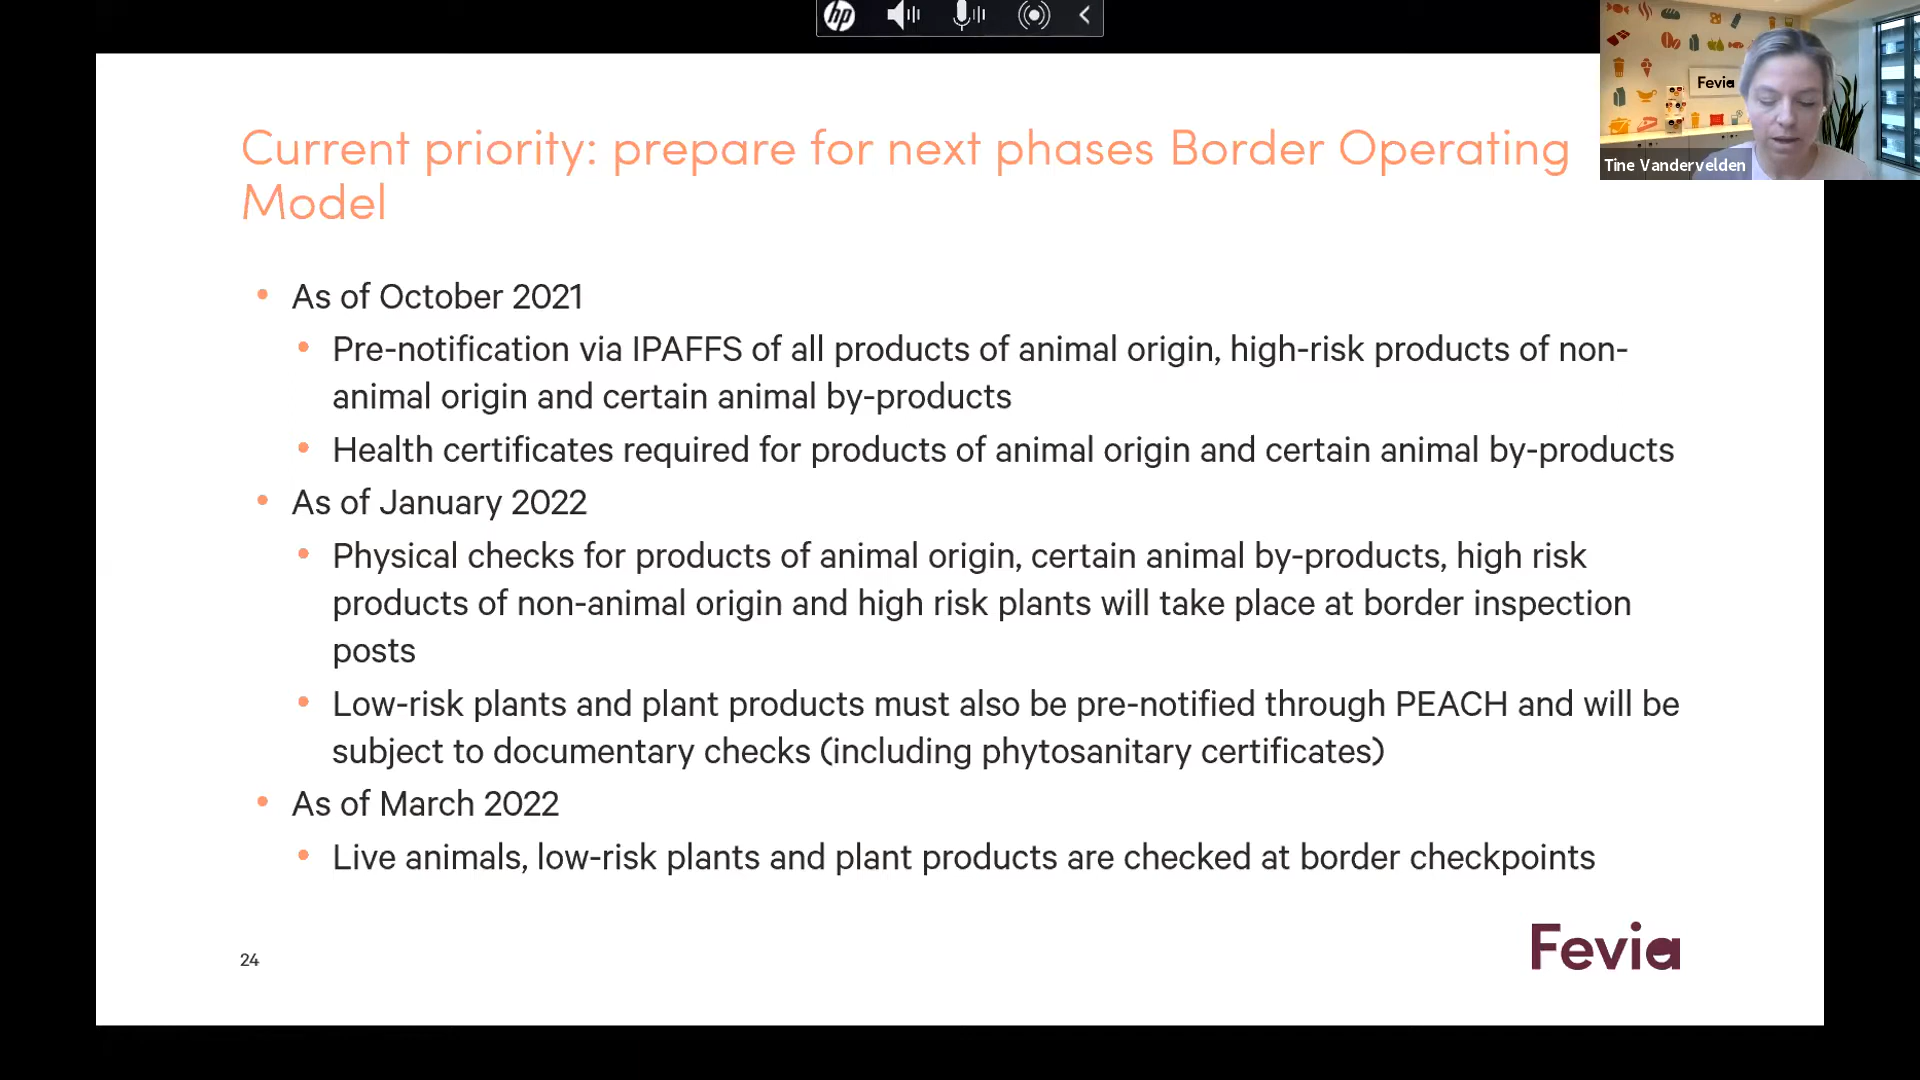 hp
Fevia
Tine Vandervelden
Current priority: prepare for next phases Border Operating
Model
• As of October 2021
• Pre-notification via IPAFFS of all products of animal origin, high-risk products of non-
animal origin and certain animal by-products
• Health certificates required for products of animal origin and certain animal by-products
• As of January 2022
• Physical checks for products of animal origin, certain animal by-products, high risk
products of non-animal origin and high risk plants will take place at border inspection
posts
• Low-risk plants and plant products must also be pre-notified through PEACH and will be
subject to documentary checks (including phytosanitary certificates)
• As of March 2022
• Live animals, low-risk plants and plant products are checked at border checkpoints
24
Fevia